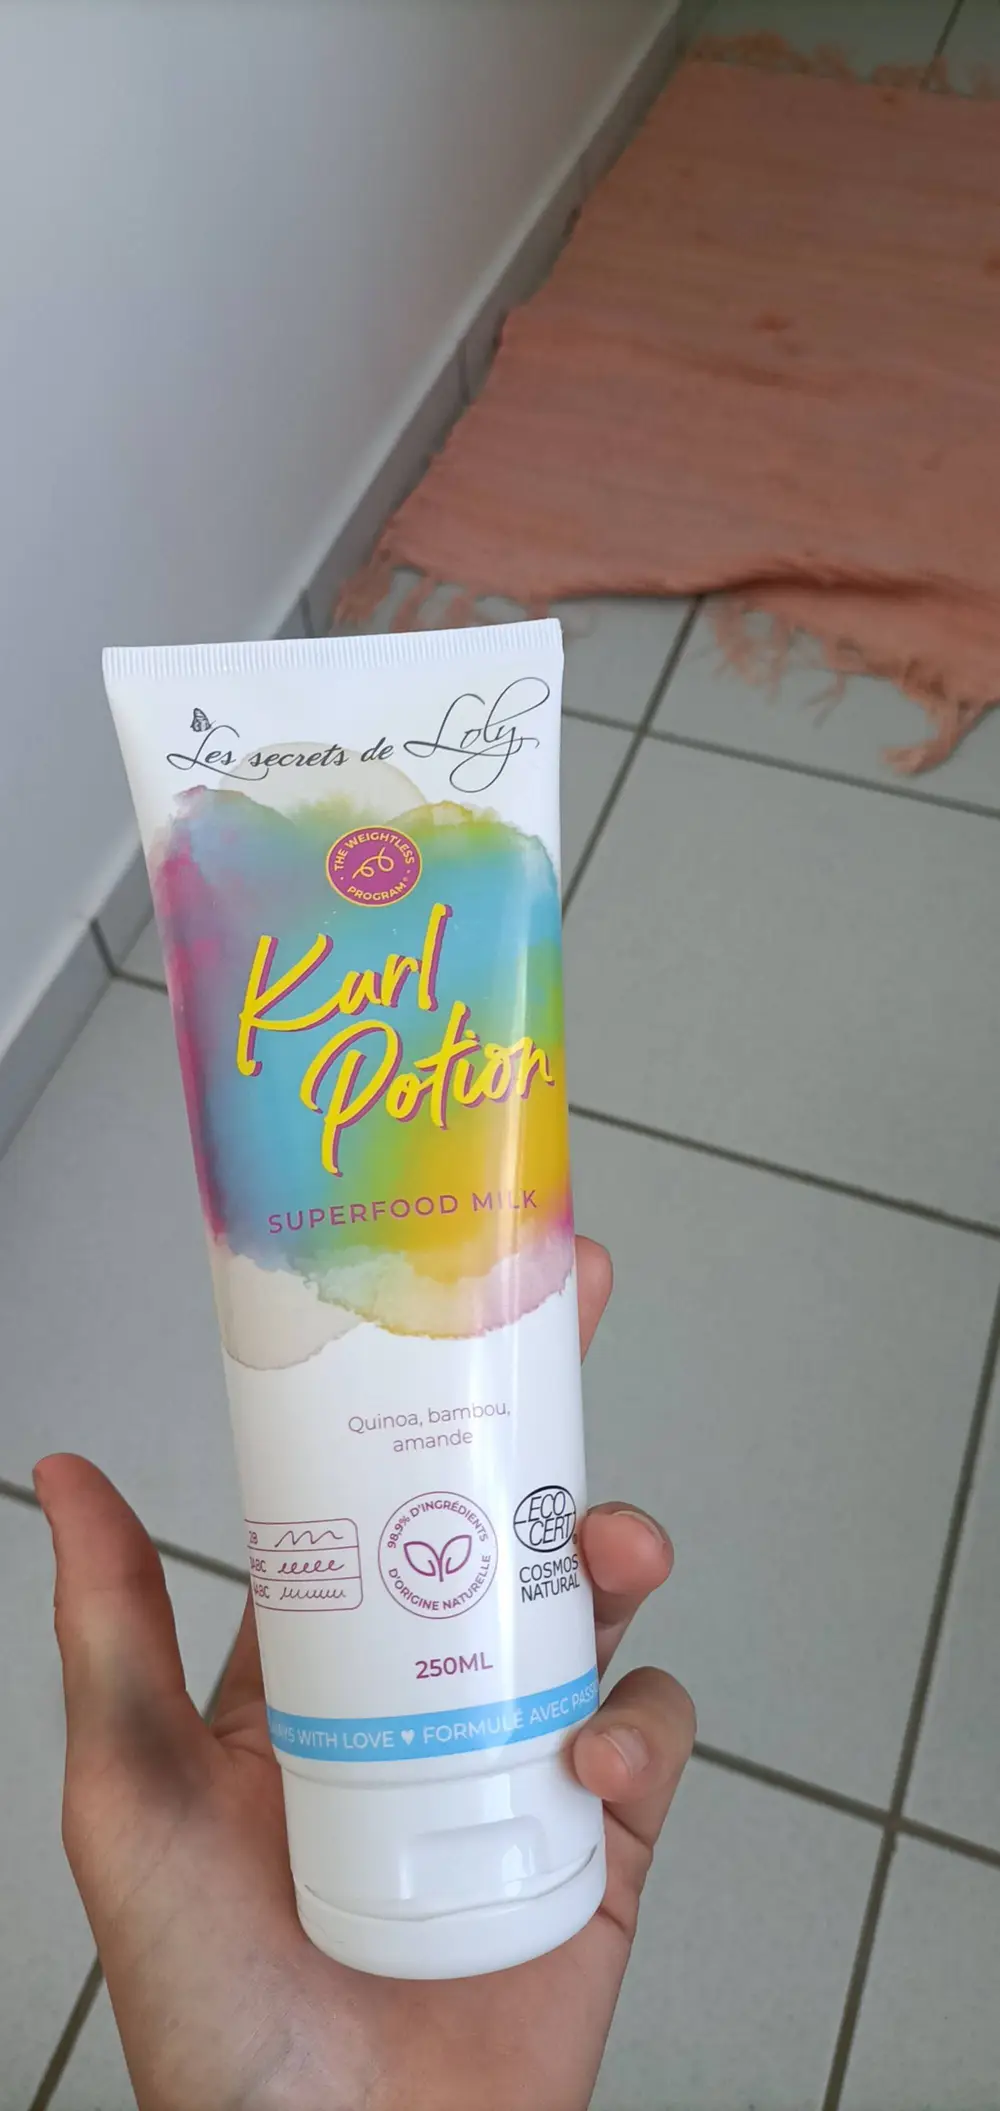 Les secrets de Loly
THE WEIGHTLESS
PROGRAM
Kurl
Potion
SUPERFOOD MILK
Quinoa, bambou,
amande
98,9% D'INGRÉDIENTS
D'ORIGINE NATURELLE
ECO
CERT
COSMOS
NATURAL
250ML
WITH LOVE ♥ FORMULÉ AVEC